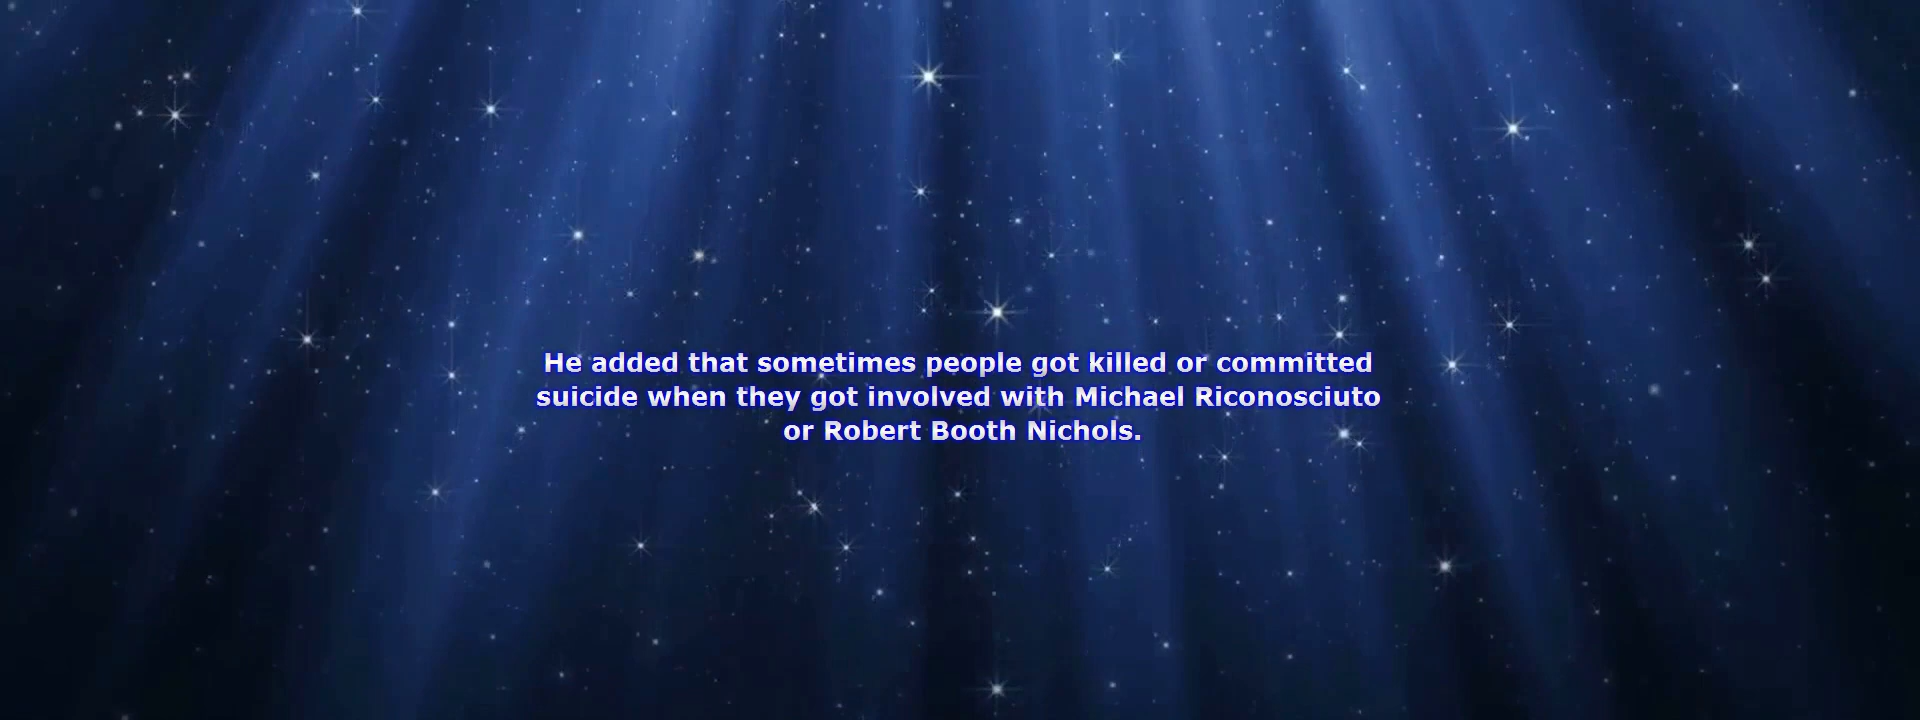 He added that sometimes people got killed or committed
suicide when they got involved with Michael Riconosciuto
or Robert Booth Nichols.